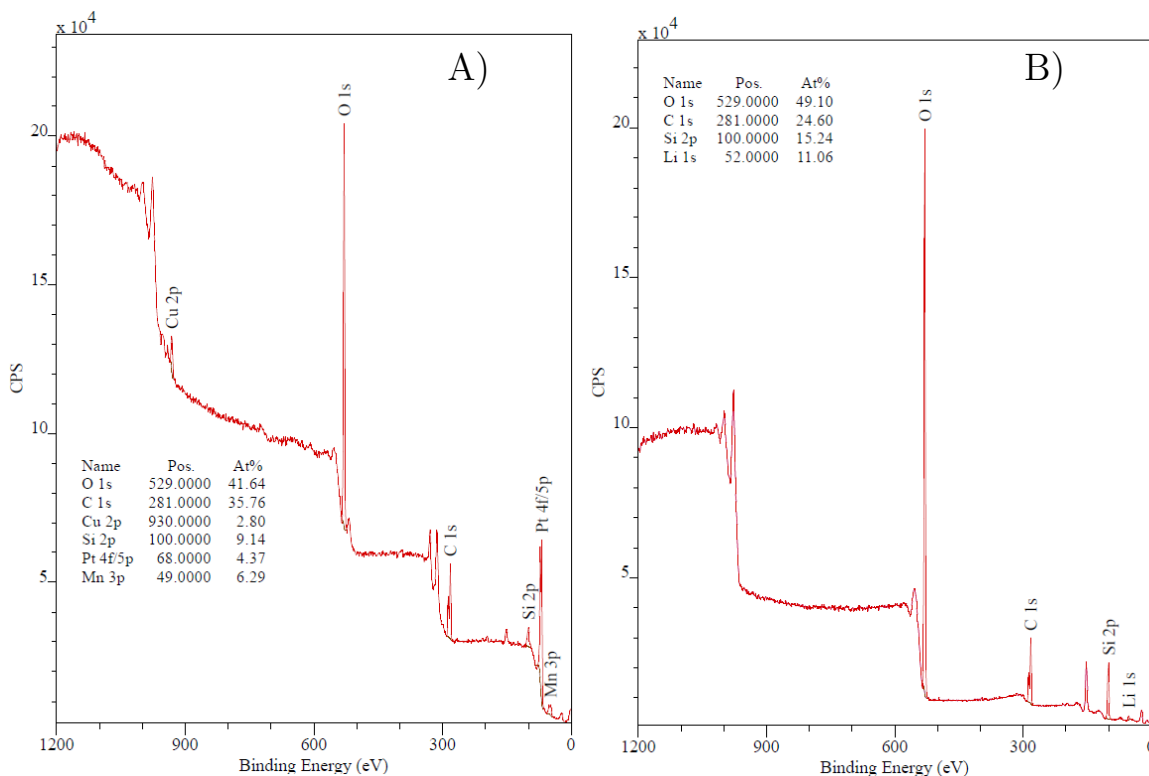 x 10⁴
A)
20
15
10
5
CPS
O 1s
Cu 2p
C 1s
Si 2p
Pt 4f/5p
Mn 3p
Name Pos. At%
O 1s 529.0000 41.64
C 1s 281.0000 35.76
Cu 2p 930.0000 2.80
Si 2p 100.0000 9.14
Pt 4f/5p 68.0000 4.37
Mn 3p 49.0000 6.29
1200 900 600 300 0
Binding Energy (eV)
x 10⁴
B)
Name Pos. At%
O 1s 529.0000 49.10
C 1s 281.0000 24.60
Si 2p 100.0000 15.24
Li 1s 52.0000 11.06
20
15
10
5
CPS
O 1s
C 1s
Si 2p
Li 1s
1200 900 600 300 0
Binding Energy (eV)